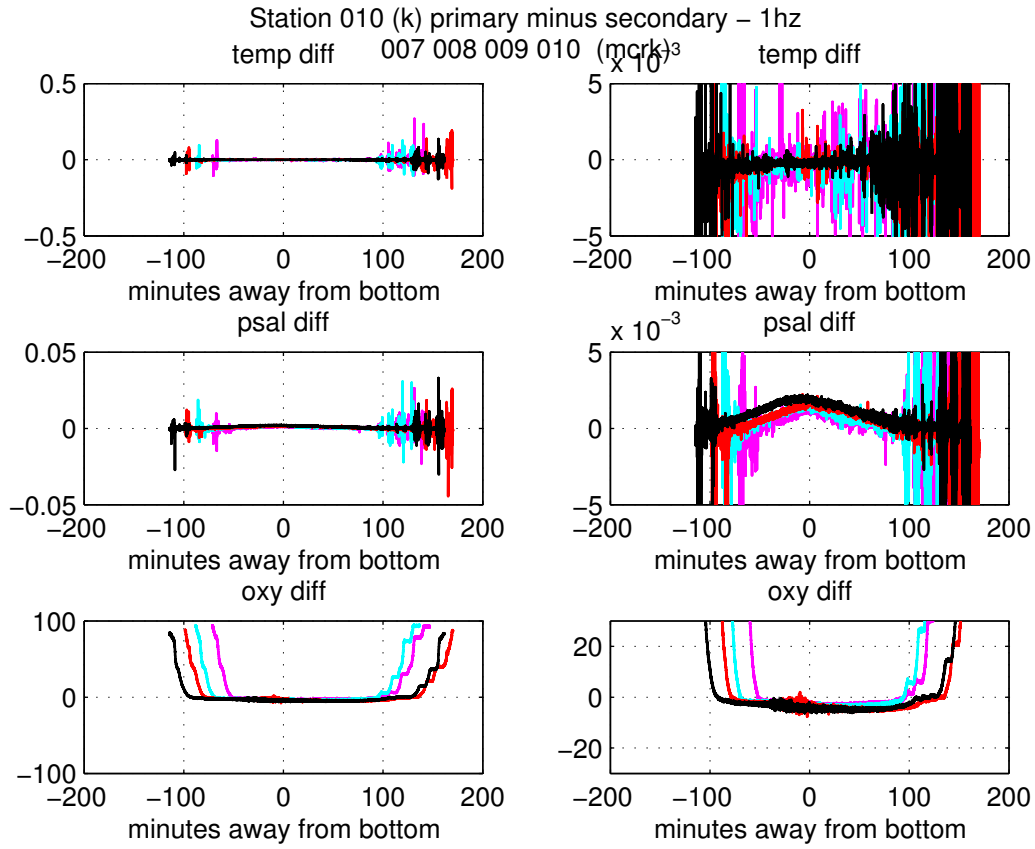 Station 010 (k) primary minus secondary − 1hz
007 008 009 010 (mcrk)
temp diff
0.5
0
−0.5
−200 −100 0 100 200
minutes away from bottom
x 10−3
temp diff
5
0
−5
−200 −100 0 100 200
minutes away from bottom
psal diff
0.05
0
−0.05
−200 −100 0 100 200
minutes away from bottom
x 10−3
psal diff
5
0
−5
−200 −100 0 100 200
minutes away from bottom
oxy diff
100
0
−100
−200 −100 0 100 200
minutes away from bottom
oxy diff
20
0
−20
−200 −100 0 100 200
minutes away from bottom